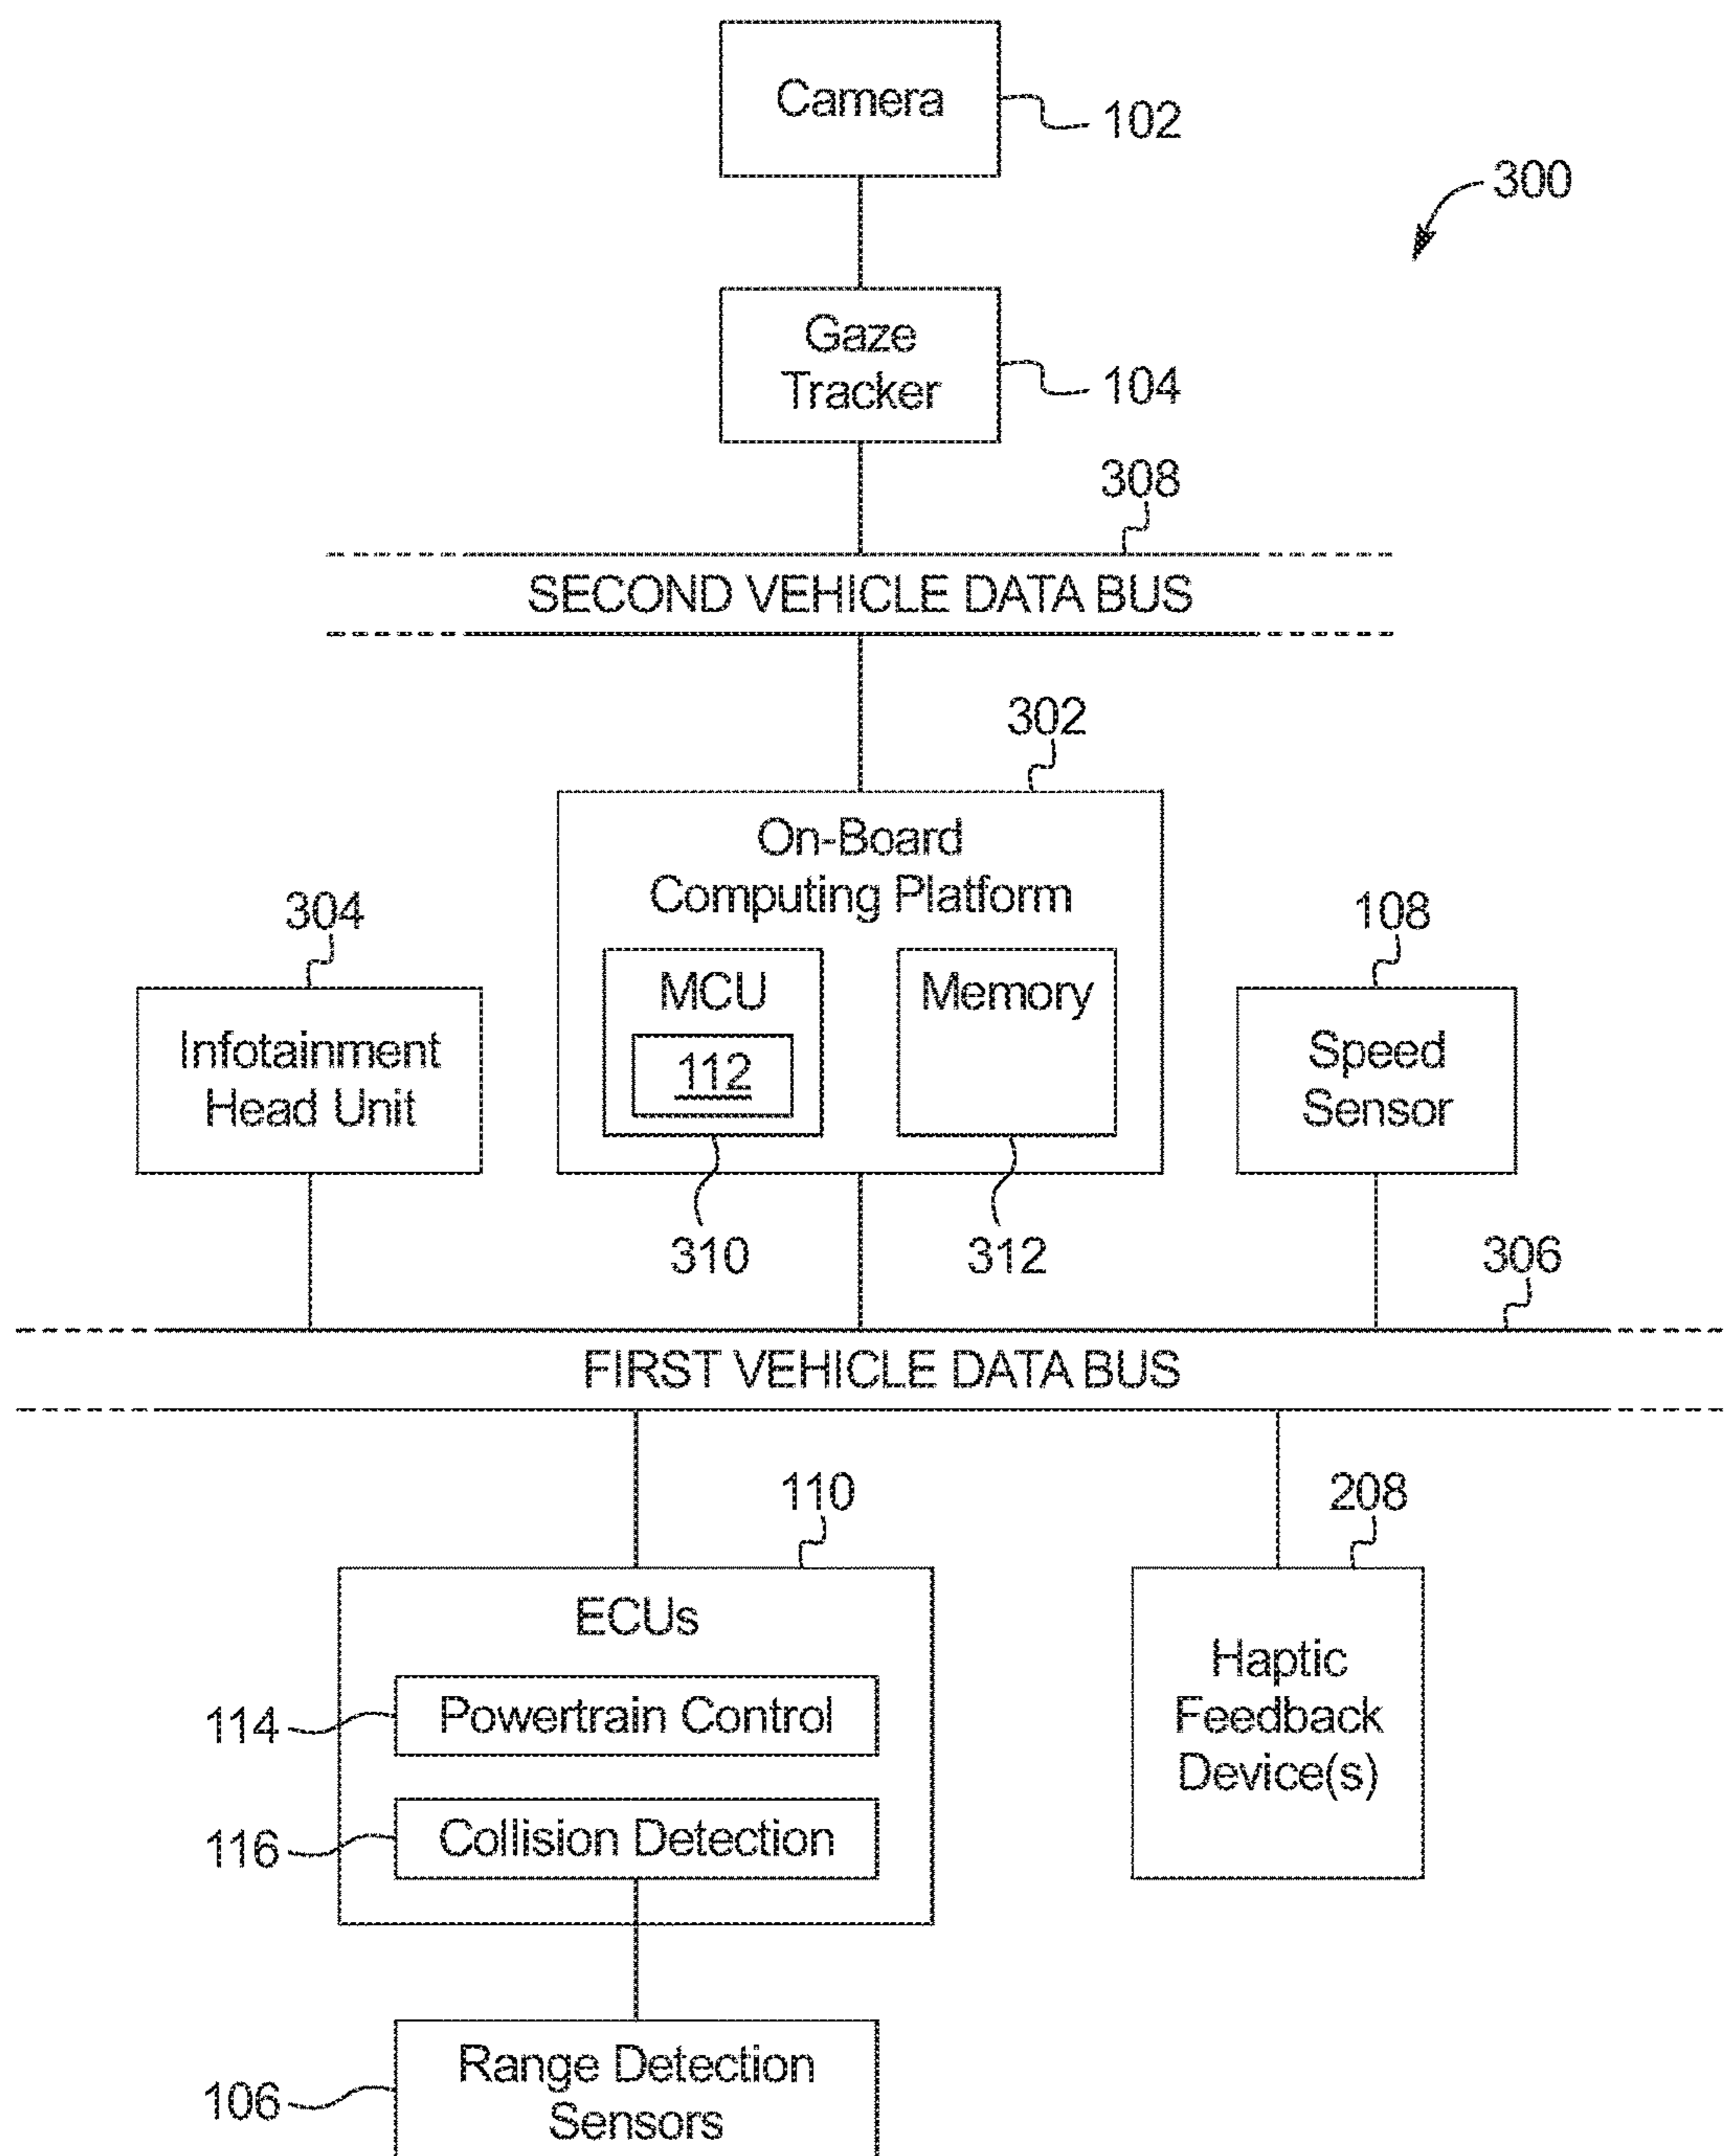 Camera
102
300
Gaze
Tracker
104
308
SECOND VEHICLE DATA BUS
302
On-Board
Computing Platform
304
108
MCU
Memory
112
Infotainment
Head Unit
Speed
Sensor
310
312
306
FIRST VEHICLE DATA BUS
110
208
ECUs
114
Powertrain Control
116
Collision Detection
Haptic
Feedback
Device(s)
106
Range Detection
Sensors